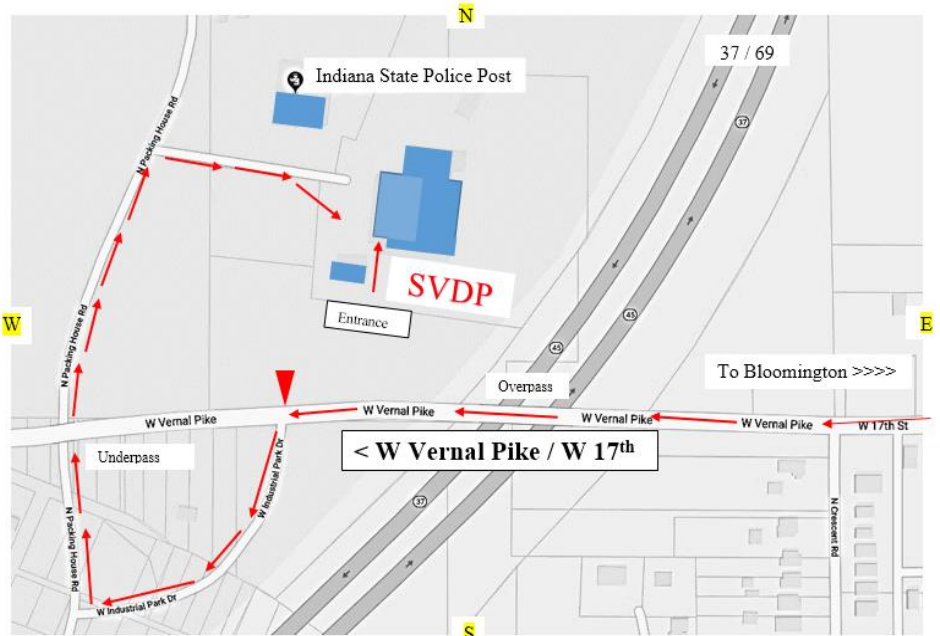 N
37 / 69
Indiana State Police Post
37
N Packing House Rd
SVDP
Entrance
W
E
45
45
N Packing House Rd
To Bloomington >>>>
Overpass
W Vernal Pike
W Vernal Pike
W Vernal Pike
W Vernal Pike
W 17th St
< W Vernal Pike / W 17th
Underpass
W Industrial Park Dr
37
N Packing House Rd
N Crescent Rd
W Industrial Park Dr
S